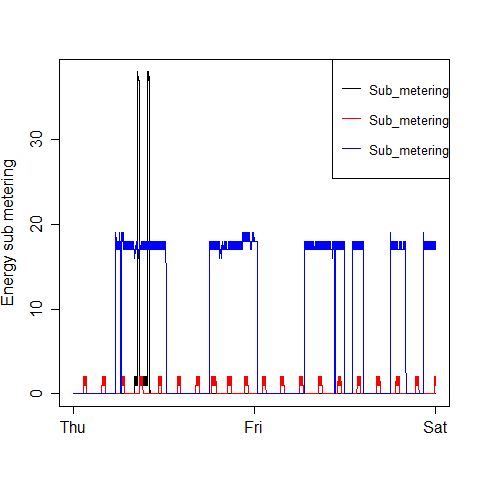 Energy sub metering
0
10
20
30
Thu
Fri
Sat
Sub_metering
Sub_metering
Sub_metering